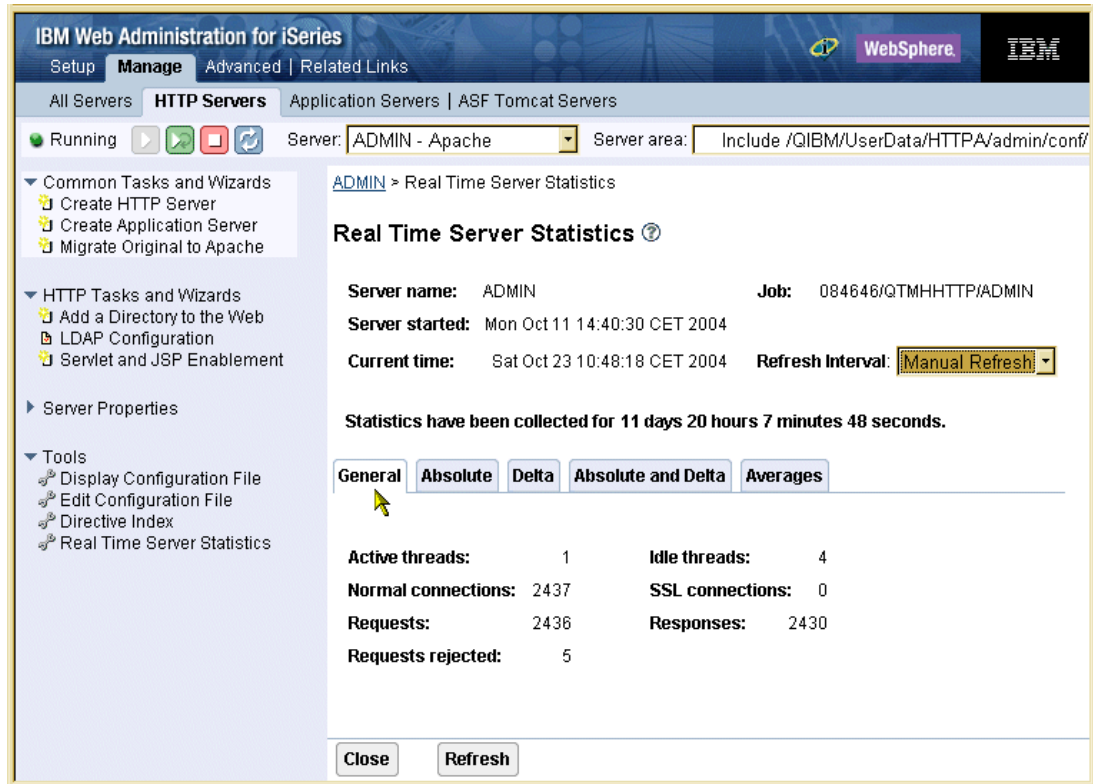 IBM Web Administration for iSeries
WebSphere.
IBM
Setup Manage Advanced | Related Links
All Servers HTTP Servers Application Servers | ASF Tomcat Servers
Running Server: ADMIN - Apache Server area: Include /QIBM/UserData/HTTPA/admin/conf/
Common Tasks and Wizards
Create HTTP Server
Create Application Server
Migrate Original to Apache
HTTP Tasks and Wizards
Add a Directory to the Web
LDAP Configuration
Servlet and JSP Enablement
Server Properties
Tools
Display Configuration File
Edit Configuration File
Directive Index
Real Time Server Statistics
ADMIN > Real Time Server Statistics
Real Time Server Statistics ?
Server name: ADMIN Job: 084646/QTMHHTTP/ADMIN
Server started: Mon Oct 11 14:40:30 CET 2004
Current time: Sat Oct 23 10:48:18 CET 2004 Refresh Interval: Manual Refresh
Statistics have been collected for 11 days 20 hours 7 minutes 48 seconds.
General Absolute Delta Absolute and Delta Averages
Active threads: 1 Idle threads: 4
Normal connections: 2437 SSL connections: 0
Requests: 2436 Responses: 2430
Requests rejected: 5
Close Refresh